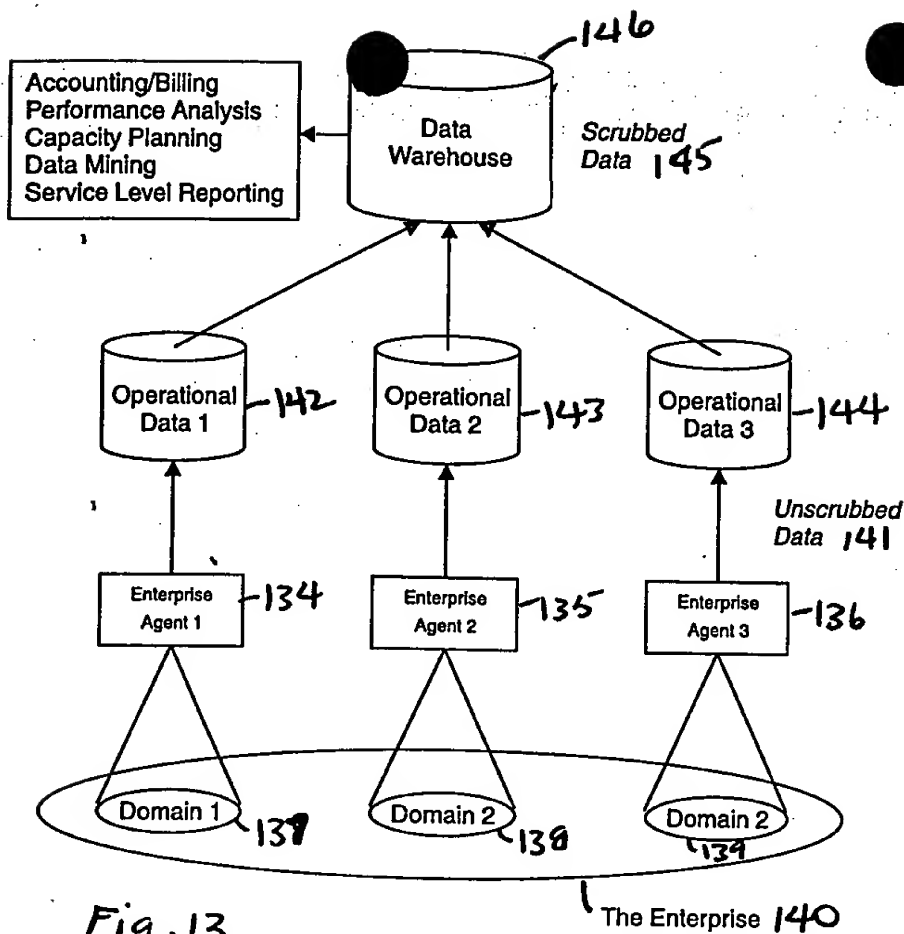 146
Accounting/Billing
Performance Analysis
Capacity Planning
Data Mining
Service Level Reporting
Data
Warehouse
Scrubbed
Data 145
Operational
Data 1
142
Operational
Data 2
143
Operational
Data 3
144
Unscrubbed
Data 141
Enterprise
Agent 1
134
Enterprise
Agent 2
135
Enterprise
Agent 3
136
Domain 1
137
Domain 2
138
Domain 2
139
The Enterprise 140
Fig. 13